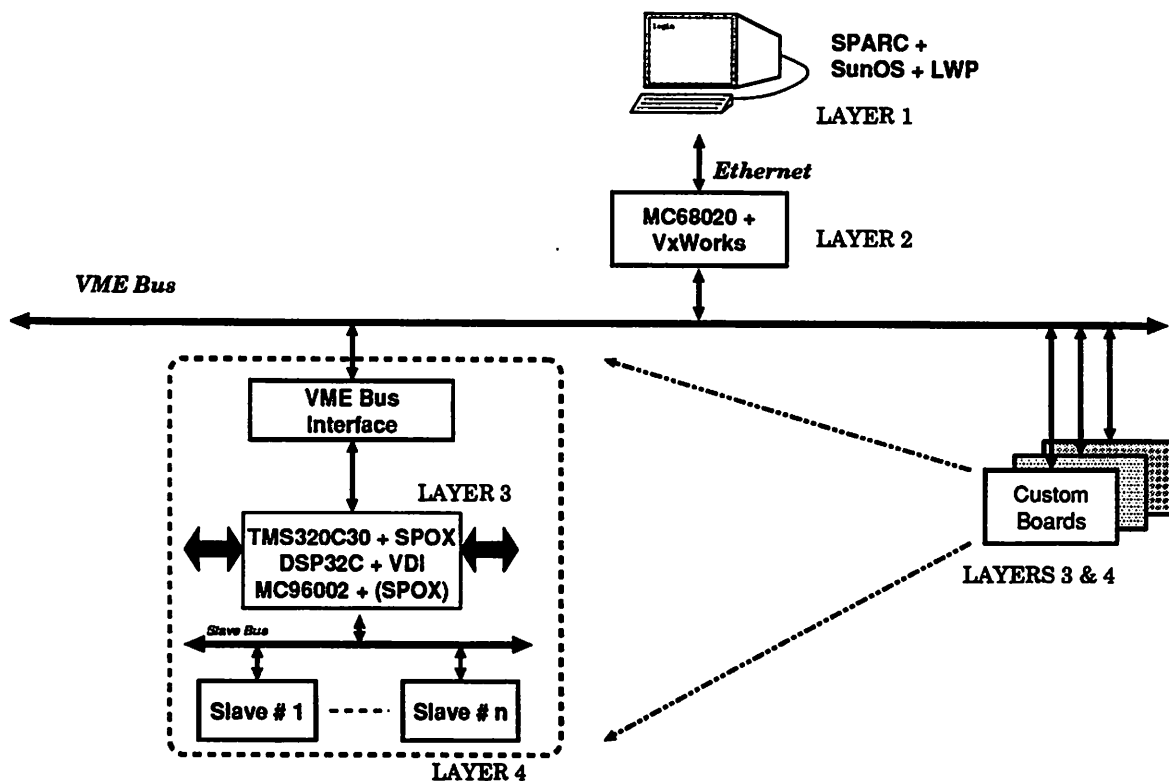 login
SPARC +
SunOS + LWP
LAYER 1
Ethernet
MC68020 +
VxWorks
LAYER 2
VME Bus
VME Bus
Interface
LAYER 3
TMS320C30 + SPOX
DSP32C + VDI
MC96002 + (SPOX)
Slave Bus
Slave # 1
Slave # n
LAYER 4
Custom
Boards
LAYERS 3 & 4